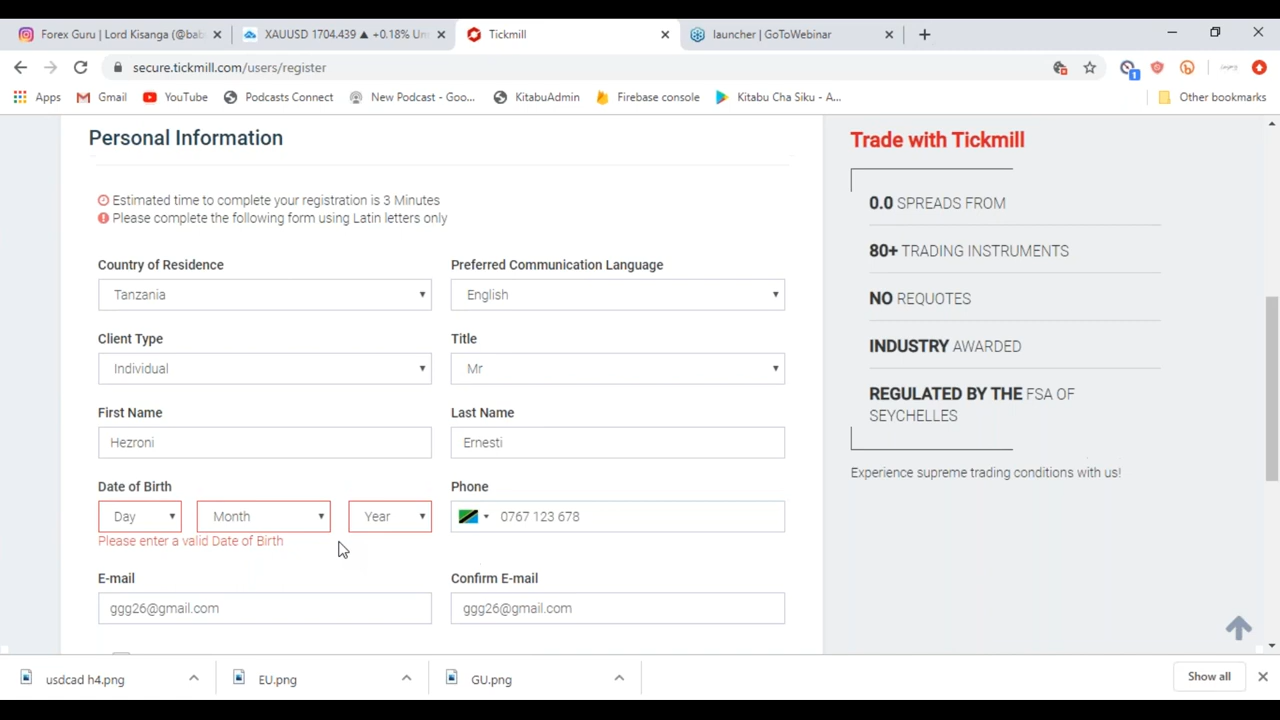 Forex Guru | Lord Kisanga (@bab
XAUUSD 1704.439 ▲ +0.18% Un
Tickmill
launcher | GoToWebinar
secure.tickmill.com/users/register
1
Apps
Gmail
YouTube
Podcasts Connect
New Podcast - Goo...
KitabuAdmin
Firebase console
Kitabu Cha Siku - A...
Other bookmarks
Personal Information
Estimated time to complete your registration is 3 Minutes
Please complete the following form using Latin letters only
Country of Residence
Preferred Communication Language
Tanzania
English
Client Type
Title
Individual
Mr
First Name
Last Name
Hezroni
Ernesti
Date of Birth
Phone
Day
Month
Year
0767 123 678
Please enter a valid Date of Birth
E-mail
Confirm E-mail
ggg26@gmail.com
ggg26@gmail.com
Trade with Tickmill
0.0 SPREADS FROM
80+ TRADING INSTRUMENTS
NO REQUOTES
INDUSTRY AWARDED
REGULATED BY THE FSA OF
SEYCHELLES
Experience supreme trading conditions with us!
usdcad h4.png
EU.png
GU.png
Show all